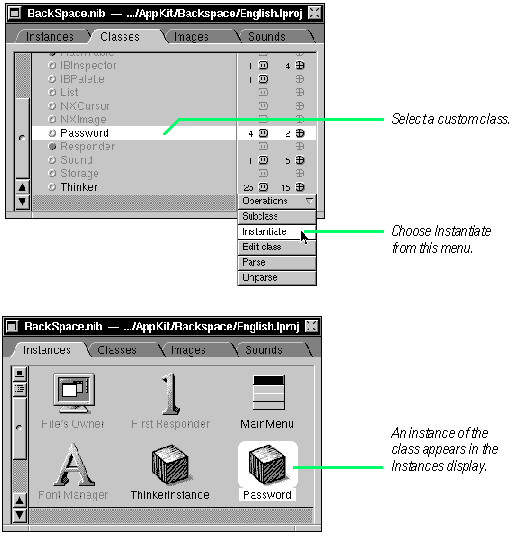 BackSpace.nib — .../AppKit/Backspace/English.lproj
Instances Classes Images Sounds
HashTable
IBInspector 1 4
IBPalette 1
List
NXCursor
NXImage
Password 4 2
Responder
Sound 1 5
Storage
Thinker 25 15
Select a custom class.
Operations
Subclass
Instantiate
Edit class
Parse
Unparse
Choose Instantiate
from this menu.
BackSpace.nib — .../AppKit/Backspace/English.lproj
Instances Classes Images Sounds
File's Owner First Responder MainMenu
Font Manager ThinkerInstance Password
An instance of the
class appears in the
Instances display.